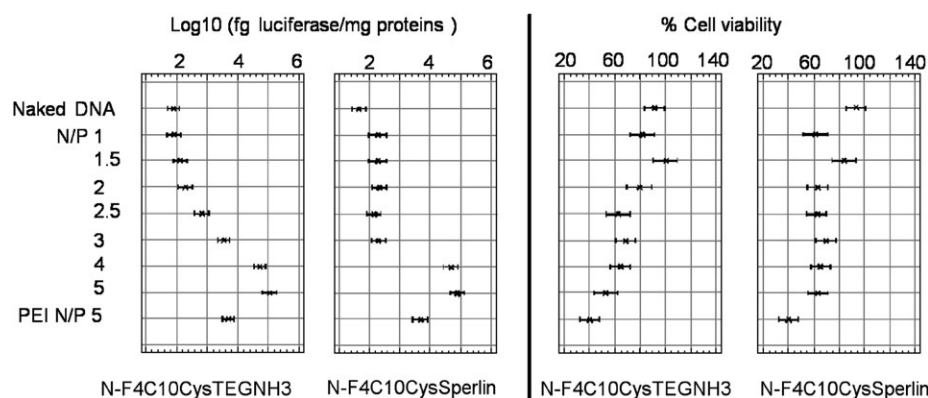 Log10 (fg luciferase/mg proteins ) % Cell viability
2 4 6 2 4 6 20 60 100 140 20 60 100 140
Naked DNA
N/P 1
1.5
2
2.5
3
4
5
PEI N/P 5
N-F4C10CysTEGNH3 N-F4C10CysSperlin N-F4C10CysTEGNH3 N-F4C10CysSperlin